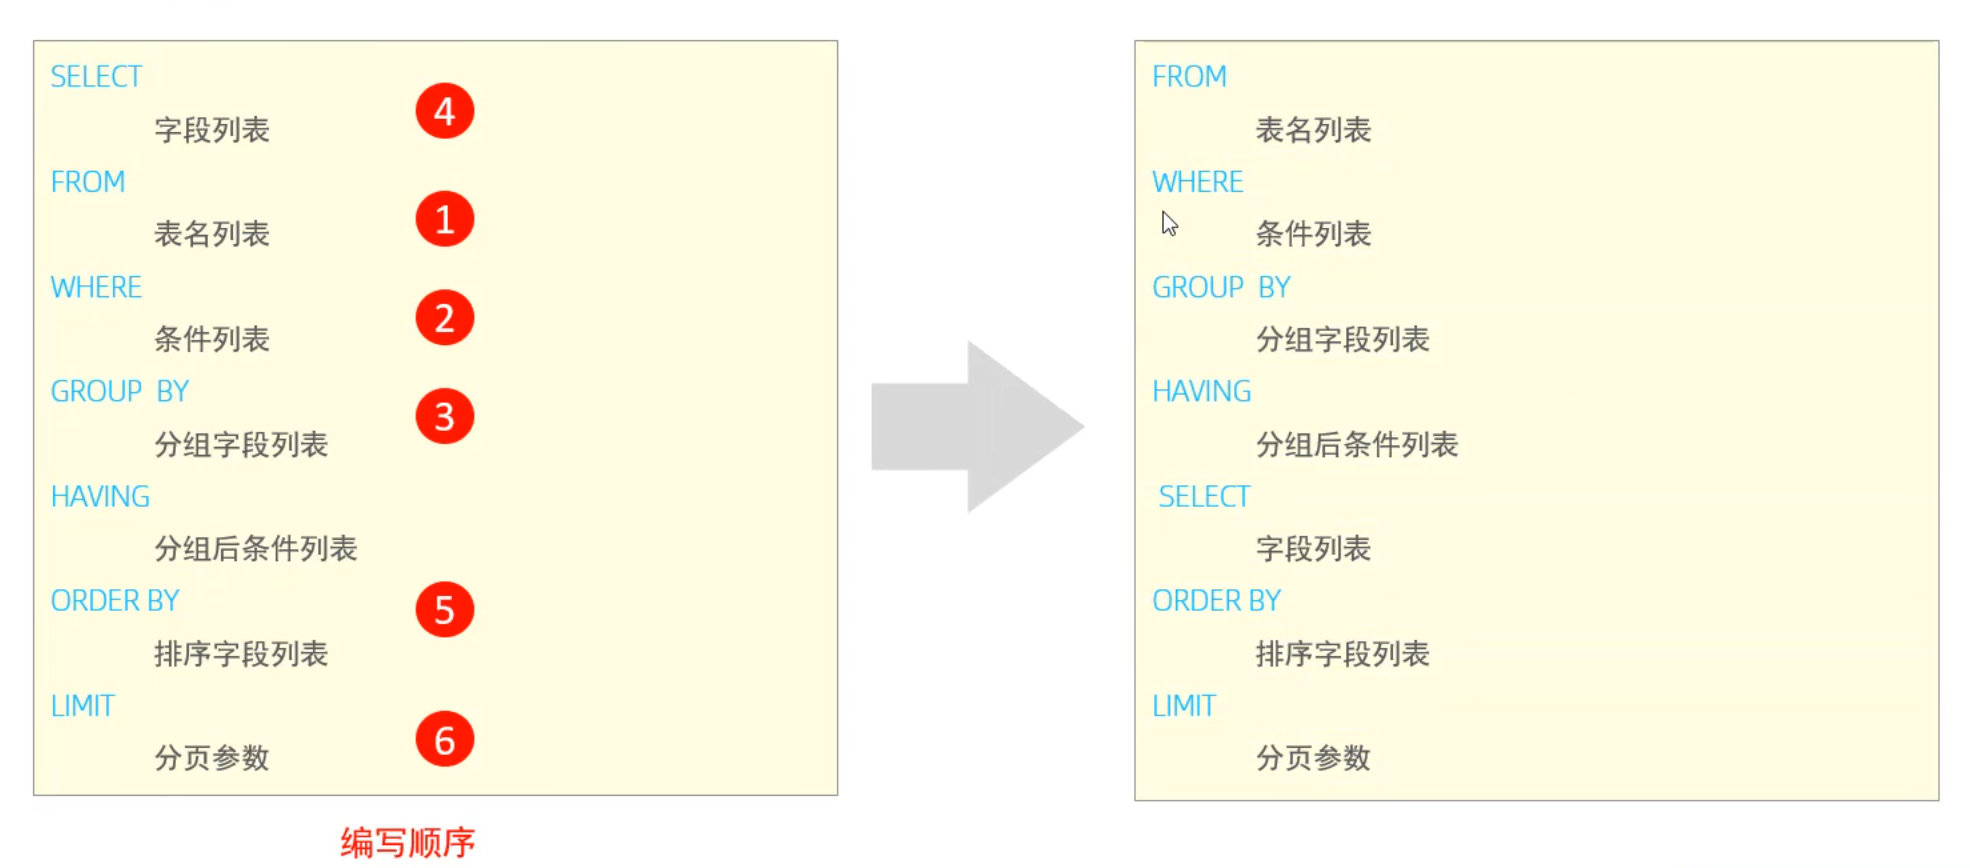 SELECT
字段列表
4
FROM
表名列表
1
WHERE
条件列表
2
GROUP BY
分组字段列表
3
HAVING
分组后条件列表
ORDER BY
排序字段列表
5
LIMIT
分页参数
6
编写顺序
FROM
表名列表
WHERE
条件列表
GROUP BY
分组字段列表
HAVING
分组后条件列表
SELECT
字段列表
ORDER BY
排序字段列表
LIMIT
分页参数